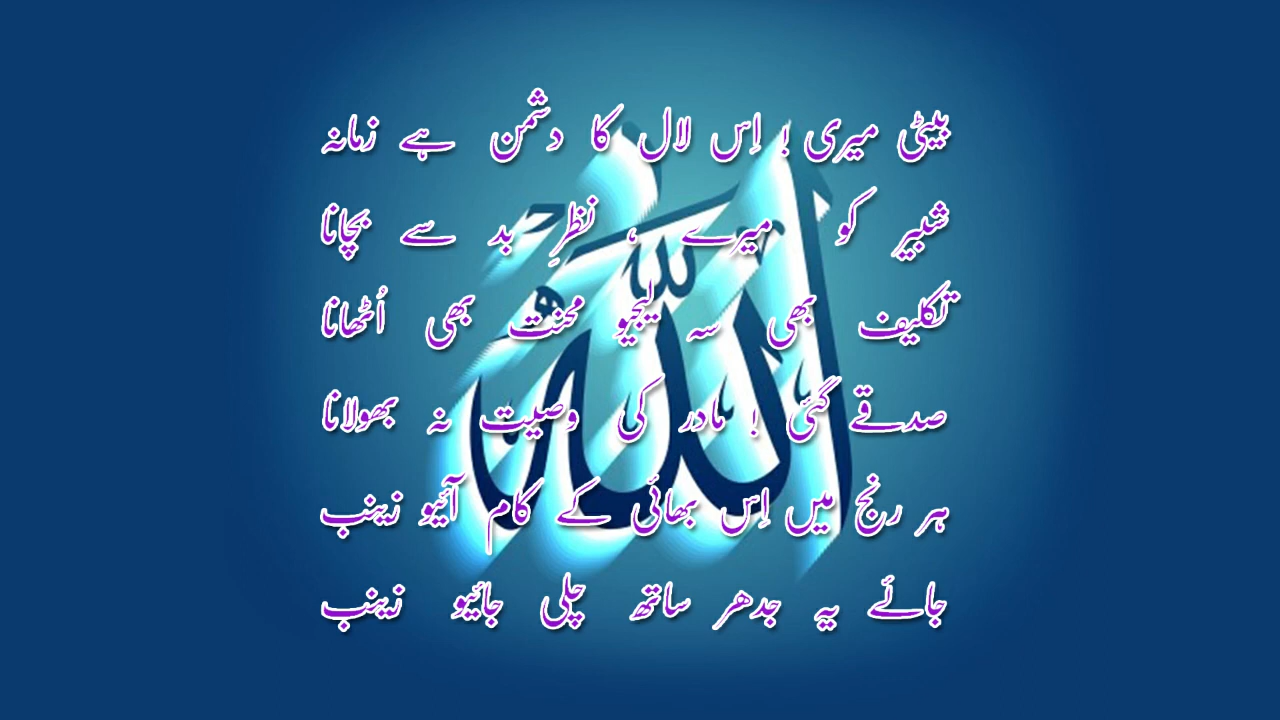 بیٹی میری ! اِس لال کا دشمن ہے زمانہ
شبیر کو میرے ، نظرِ بد سے بچانا
تکلیف بھی سہ لیجیو محنت بھی اُٹھانا
صدقے گئی ! مادر کی وصیت نہ بھولانا
ہر رنج میں اِس بھائی کے کام آئیو زینب
جائے یہ جدھر ساتھ چلی جائیو زینب
الله